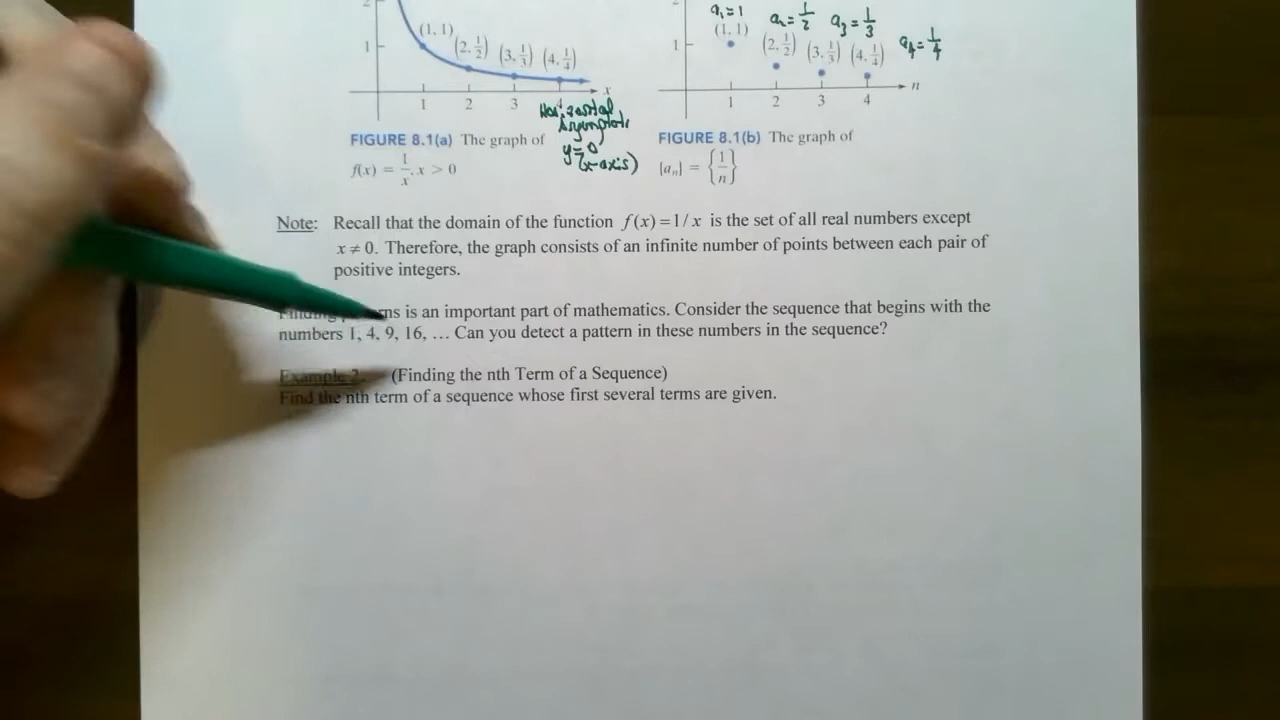 2 2
a₁=1 a₂=1/2 a₃=1/3
(1, 1) (2, 1/2) (3, 1/3) (4, 1/4) x
(1, 1) (2, 1/2) (3, 1/3) (4, 1/4) a₄=1/4
1 1
1 2 3 4 1 2 3 4 n
Horizontal
Asymptote
y=0
(x-axis)
FIGURE 8.1(a) The graph of
f(x) = 1/x, x > 0
FIGURE 8.1(b) The graph of
{aₙ} = {1/n}
Note: Recall that the domain of the function f(x)=1/x is the set of all real numbers except
x ≠ 0. Therefore, the graph consists of an infinite number of points between each pair of
positive integers.
Finding is an important part of mathematics. Consider the sequence that begins with the
numbers 1, 4, 9, 16, … Can you detect a pattern in these numbers in the sequence?
Example 2. (Finding the nth Term of a Sequence)
Find the nth term of a sequence whose first several terms are given.